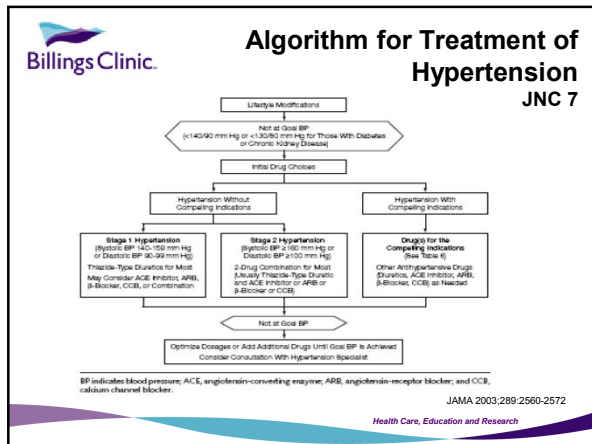 Billings Clinic
Algorithm for Treatment of
Hypertension
JNC 7
Lifestyle Modifications
Not at Goal BP
(<140/90 mm Hg or <130/80 mm Hg for Those With Diabetes
or Chronic Kidney Disease)
Initial Drug Choices
Hypertension Without
Compelling Indications
Hypertension With
Compelling Indications
Stage 1 Hypertension
(Systolic BP 140-159 mm Hg
or Diastolic BP 90-99 mm Hg)
Thiazide-Type Diuretics for Most
May Consider ACE Inhibitor, ARB,
β-Blocker, CCB, or Combination
Stage 2 Hypertension
(Systolic BP ≥160 mm Hg or
Diastolic BP ≥100 mm Hg)
2-Drug Combination for Most
(Usually Thiazide-Type Diuretic
and ACE Inhibitor or ARB or
β-Blocker or CCB)
Drug(s) for the
Compelling Indications
(See Table 6)
Other Antihypertensive Drugs
(Diuretics, ACE Inhibitor, ARB,
β-Blocker, CCB) as Needed
Not at Goal BP
Optimize Dosages or Add Additional Drugs Until Goal BP Is Achieved
Consider Consultation With Hypertension Specialist
BP indicates blood pressure; ACE, angiotensin-converting enzyme; ARB, angiotensin-receptor blocker; and CCB,
calcium channel blocker.
JAMA 2003;289:2560-2572
Health Care, Education and Research